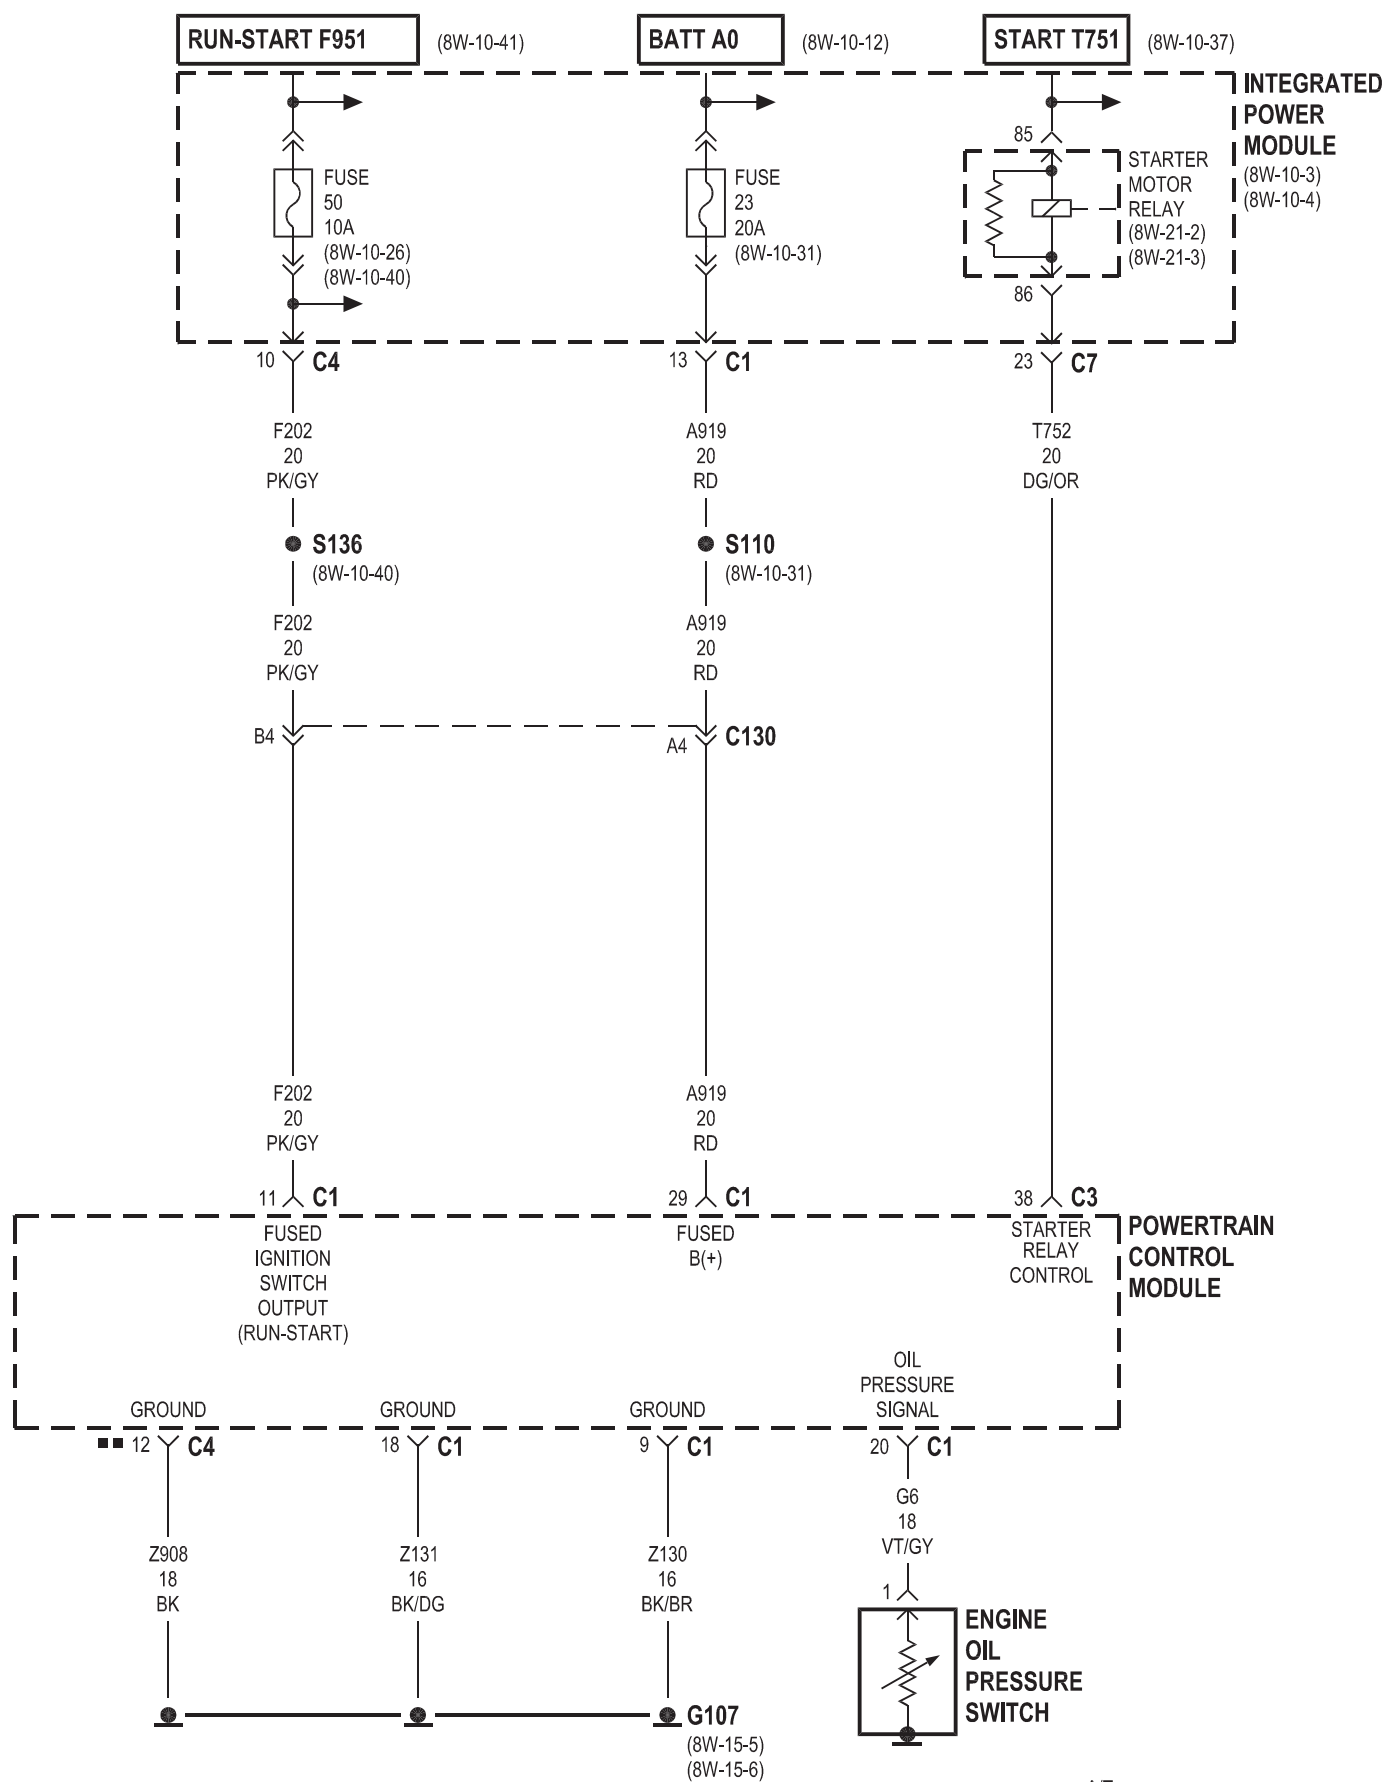 RUN-START F951 (8W-10-41)
BATT A0 (8W-10-12)
START T751 (8W-10-37)
INTEGRATED
POWER
MODULE
(8W-10-3)
(8W-10-4)
FUSE
50
10A
(8W-10-26)
(8W-10-40)
FUSE
23
20A
(8W-10-31)
85
STARTER
MOTOR
RELAY
(8W-21-2)
(8W-21-3)
86
10 C4
13 C1
23 C7
F202
20
PK/GY
A919
20
RD
T752
20
DG/OR
S136
(8W-10-40)
S110
(8W-10-31)
F202
20
PK/GY
A919
20
RD
B4
A4 C130
F202
20
PK/GY
A919
20
RD
11 C1
29 C1
38 C3
FUSED
IGNITION
SWITCH
OUTPUT
(RUN-START)
FUSED
B(+)
STARTER
RELAY
CONTROL
POWERTRAIN
CONTROL
MODULE
GROUND
GROUND
GROUND
OIL
PRESSURE
SIGNAL
12 C4
18 C1
9 C1
20 C1
Z908
18
BK
Z131
16
BK/DG
Z130
16
BK/BR
G6
18
VT/GY
1
ENGINE
OIL
PRESSURE
SWITCH
G107
(8W-15-5)
(8W-15-6)